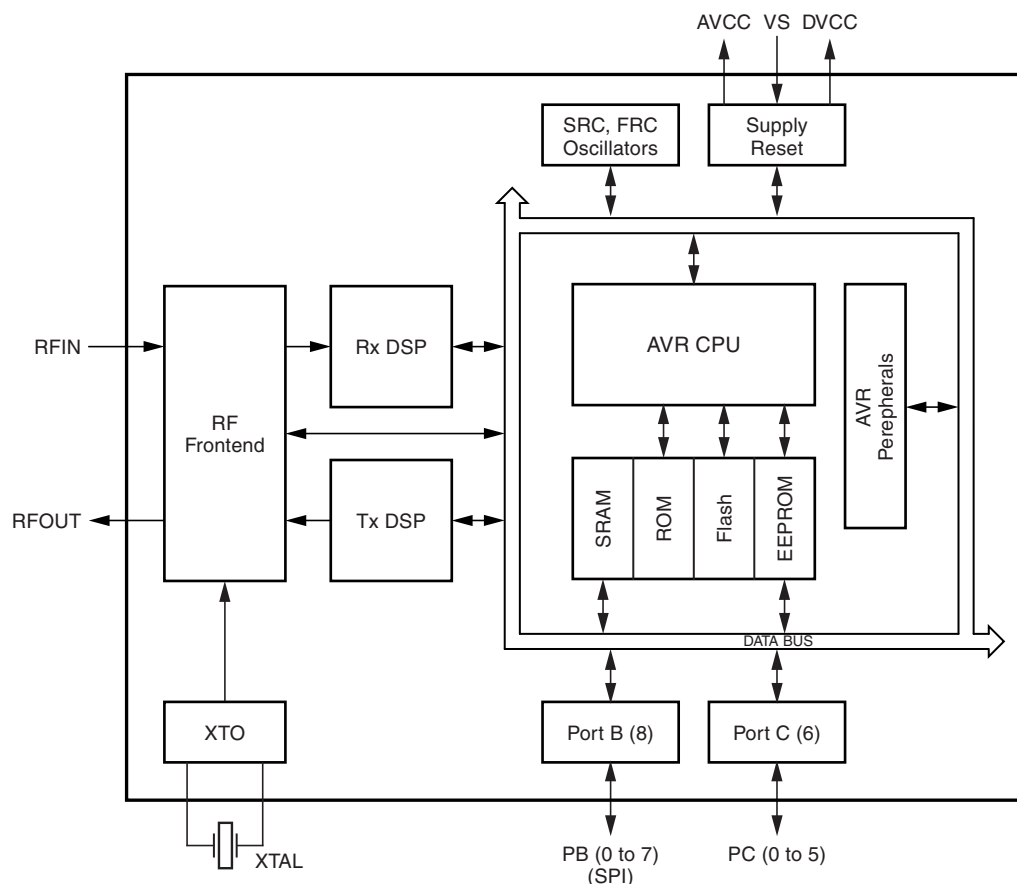 AVCC VS DVCC
SRC, FRC
Oscillators
Supply
Reset
RFIN
RF
Frontend
Rx DSP
AVR CPU
AVR
Perepherals
RFOUT
Tx DSP
SRAM
ROM
Flash
EEPROM
DATA BUS
XTO
Port B (8)
Port C (6)
XTAL
PB (0 to 7)
(SPI)
PC (0 to 5)